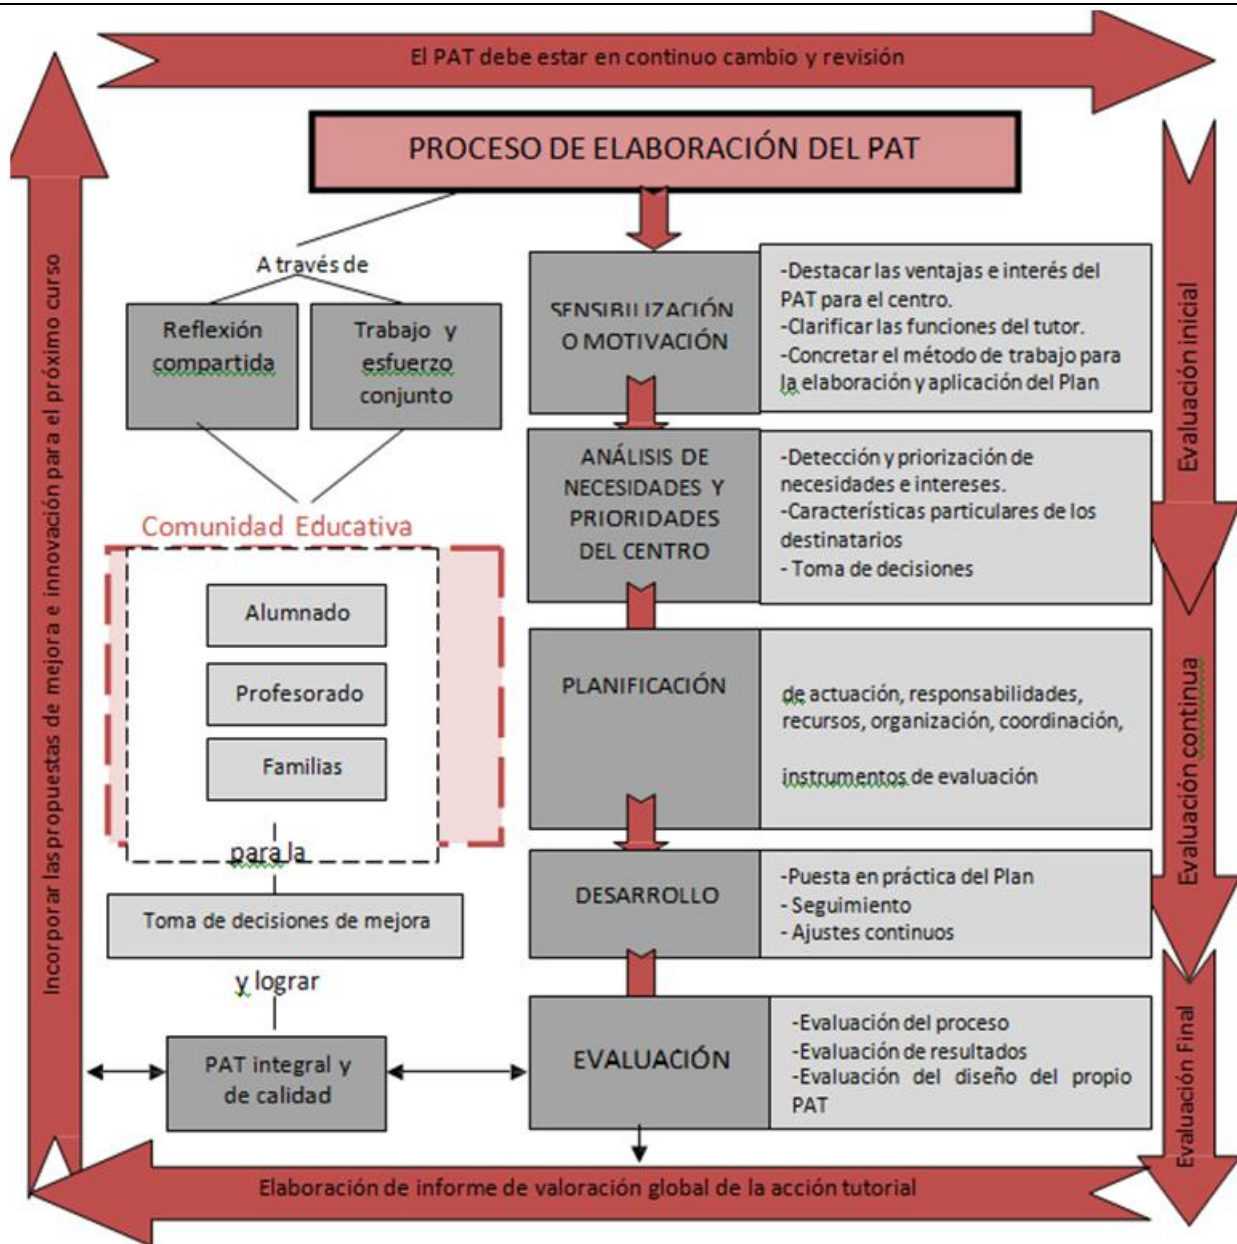 El PAT debe estar en continuo cambio y revisión
PROCESO DE ELABORACIÓN DEL PAT
A través de
Reflexión
compartida
Trabajo y
esfuerzo
conjunto
Comunidad Educativa
Alumnado
Profesorado
Familias
para la
Toma de decisiones de mejora
y lograr
PAT integral y
de calidad
SENSIBILIZACIÓN
O MOTIVACIÓN
-Destacar las ventajas e interés del
PAT para el centro.
-Clarificar las funciones del tutor.
-Concretar el método de trabajo para
la elaboración y aplicación del Plan
ANÁLISIS DE
NECESIDADES Y
PRIORIDADES
DEL CENTRO
-Detección y priorización de
necesidades e intereses.
-Características particulares de los
destinatarios
- Toma de decisiones
PLANIFICACIÓN
de actuación, responsabilidades,
recursos, organización, coordinación,
instrumentos de evaluación
DESARROLLO
-Puesta en práctica del Plan
- Seguimiento
- Ajustes continuos
EVALUACIÓN
-Evaluación del proceso
-Evaluación de resultados
-Evaluación del diseño del propio
PAT
Evaluación inicial
Evaluación continua
Evaluación Final
Elaboración de informe de valoración global de la acción tutorial
Incorporar las propuestas de mejora e innovación para el próximo curso